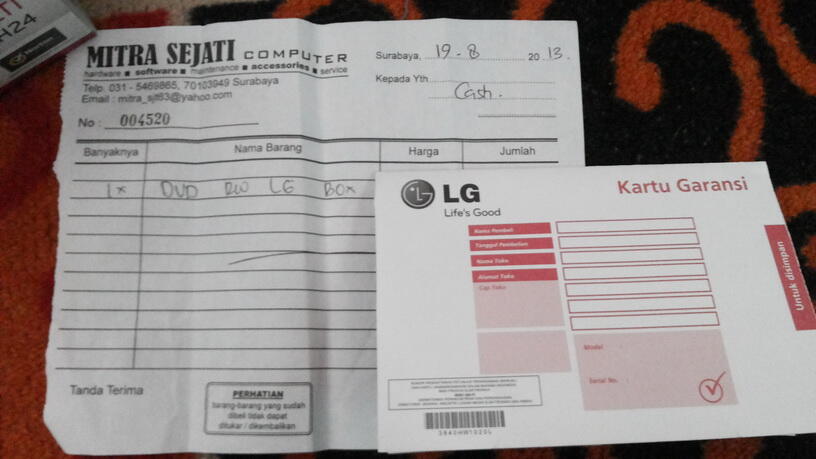 H24
Norton
MITRA SEJATI COMPUTER
hardware ■ software ■ maintenance ■ accessories ■ service
Telp. 031 - 5469865, 70103949 Surabaya
Email : mitra_sjt63@yahoo.com
No : 004520
Surabaya, 19 - 8 20 13.
Kepada Yth
Cash.
Banyaknya Nama Barang Harga Jumlah
1x DVD RW LG BOX
Tanda Terima
PERHATIAN
barang-barang yang sudah
dibeli tidak dapat
ditukar / dikembalikan
LG
Life's Good
Kartu Garansi
Nama Pembeli
Tanggal Pembelian
Nama Toko
Alamat Toko
Cap Toko
Model
Serial No.
Untuk disimpan
3840HW1020L